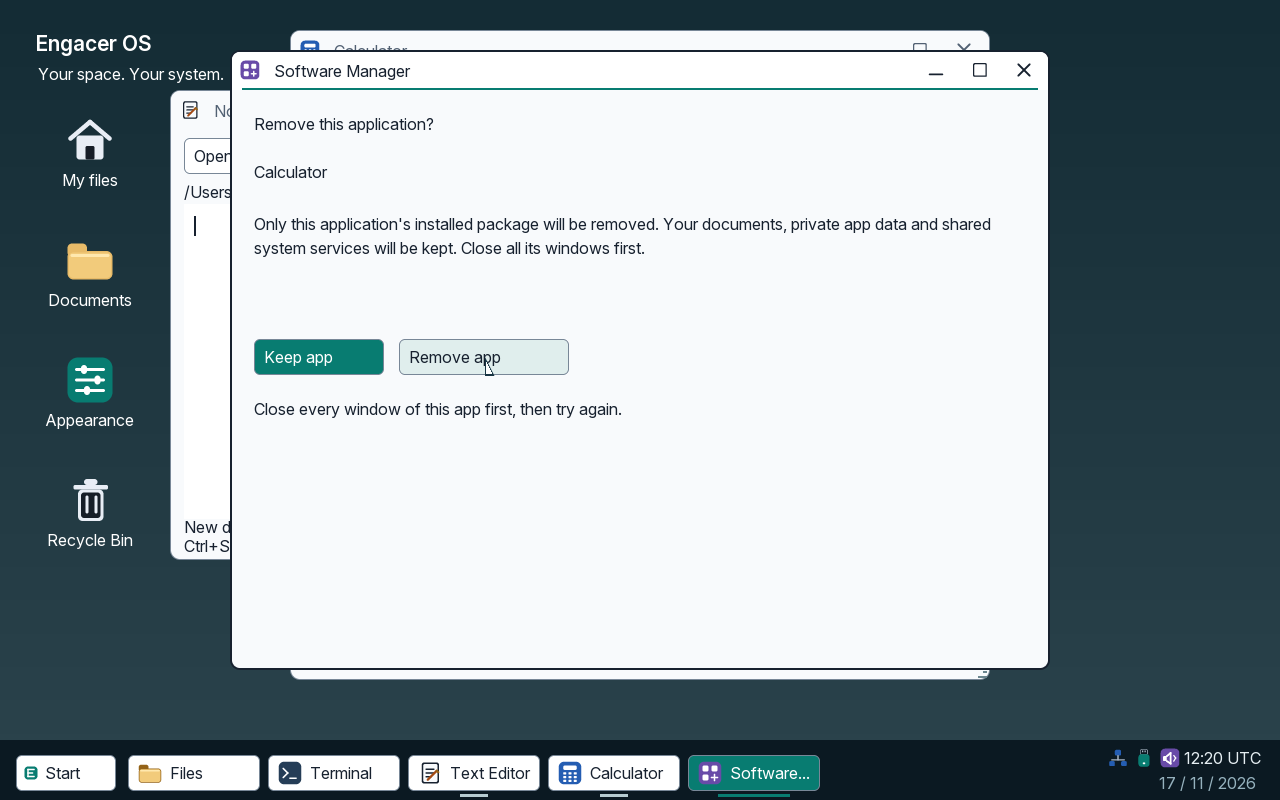 Engacer OS
Your space. Your system.
My files
Documents
Appearance
Recycle Bin
Calculator
Software Manager
Remove this application?
Calculator
Only this application's installed package will be removed. Your documents, private app data and shared
system services will be kept. Close all its windows first.
Keep app
Remove app
Close every window of this app first, then try again.
Open
/Users
New d
Ctrl+S
Start
Files
Terminal
Text Editor
Calculator
Software...
12:20 UTC
17 / 11 / 2026